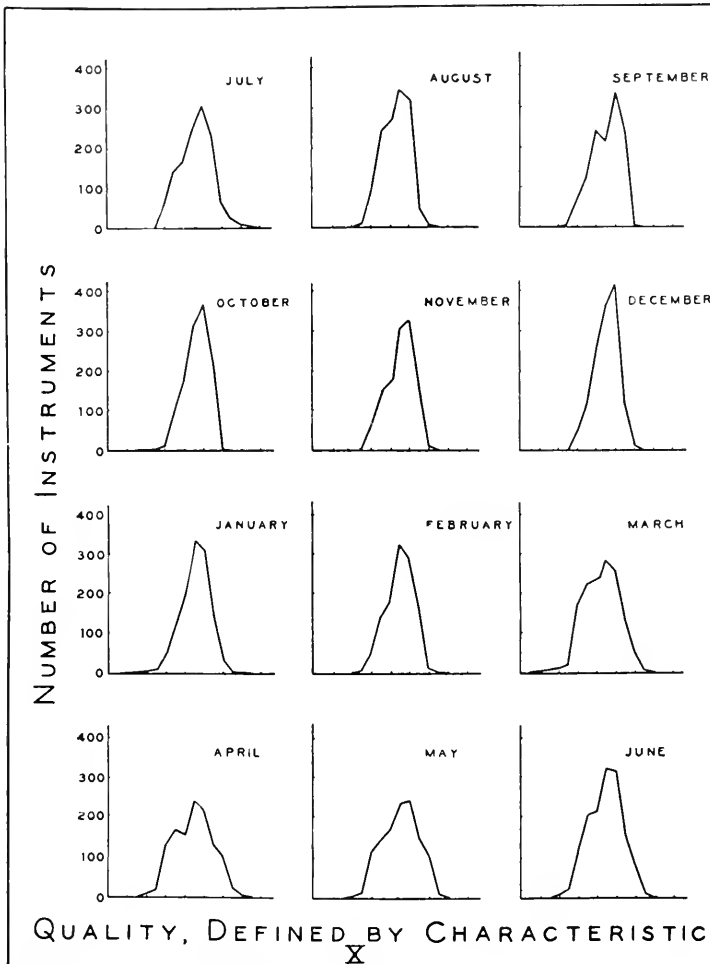 NUMBER OF INSTRUMENTS
400
300
200
100
0
JULY
AUGUST
SEPTEMBER
400
300
200
100
0
OCTOBER
NOVEMBER
DECEMBER
400
300
200
100
0
JANUARY
FEBRUARY
MARCH
400
300
200
100
0
APRIL
MAY
JUNE
QUALITY, DEFINED BY CHARACTERISTIC
X